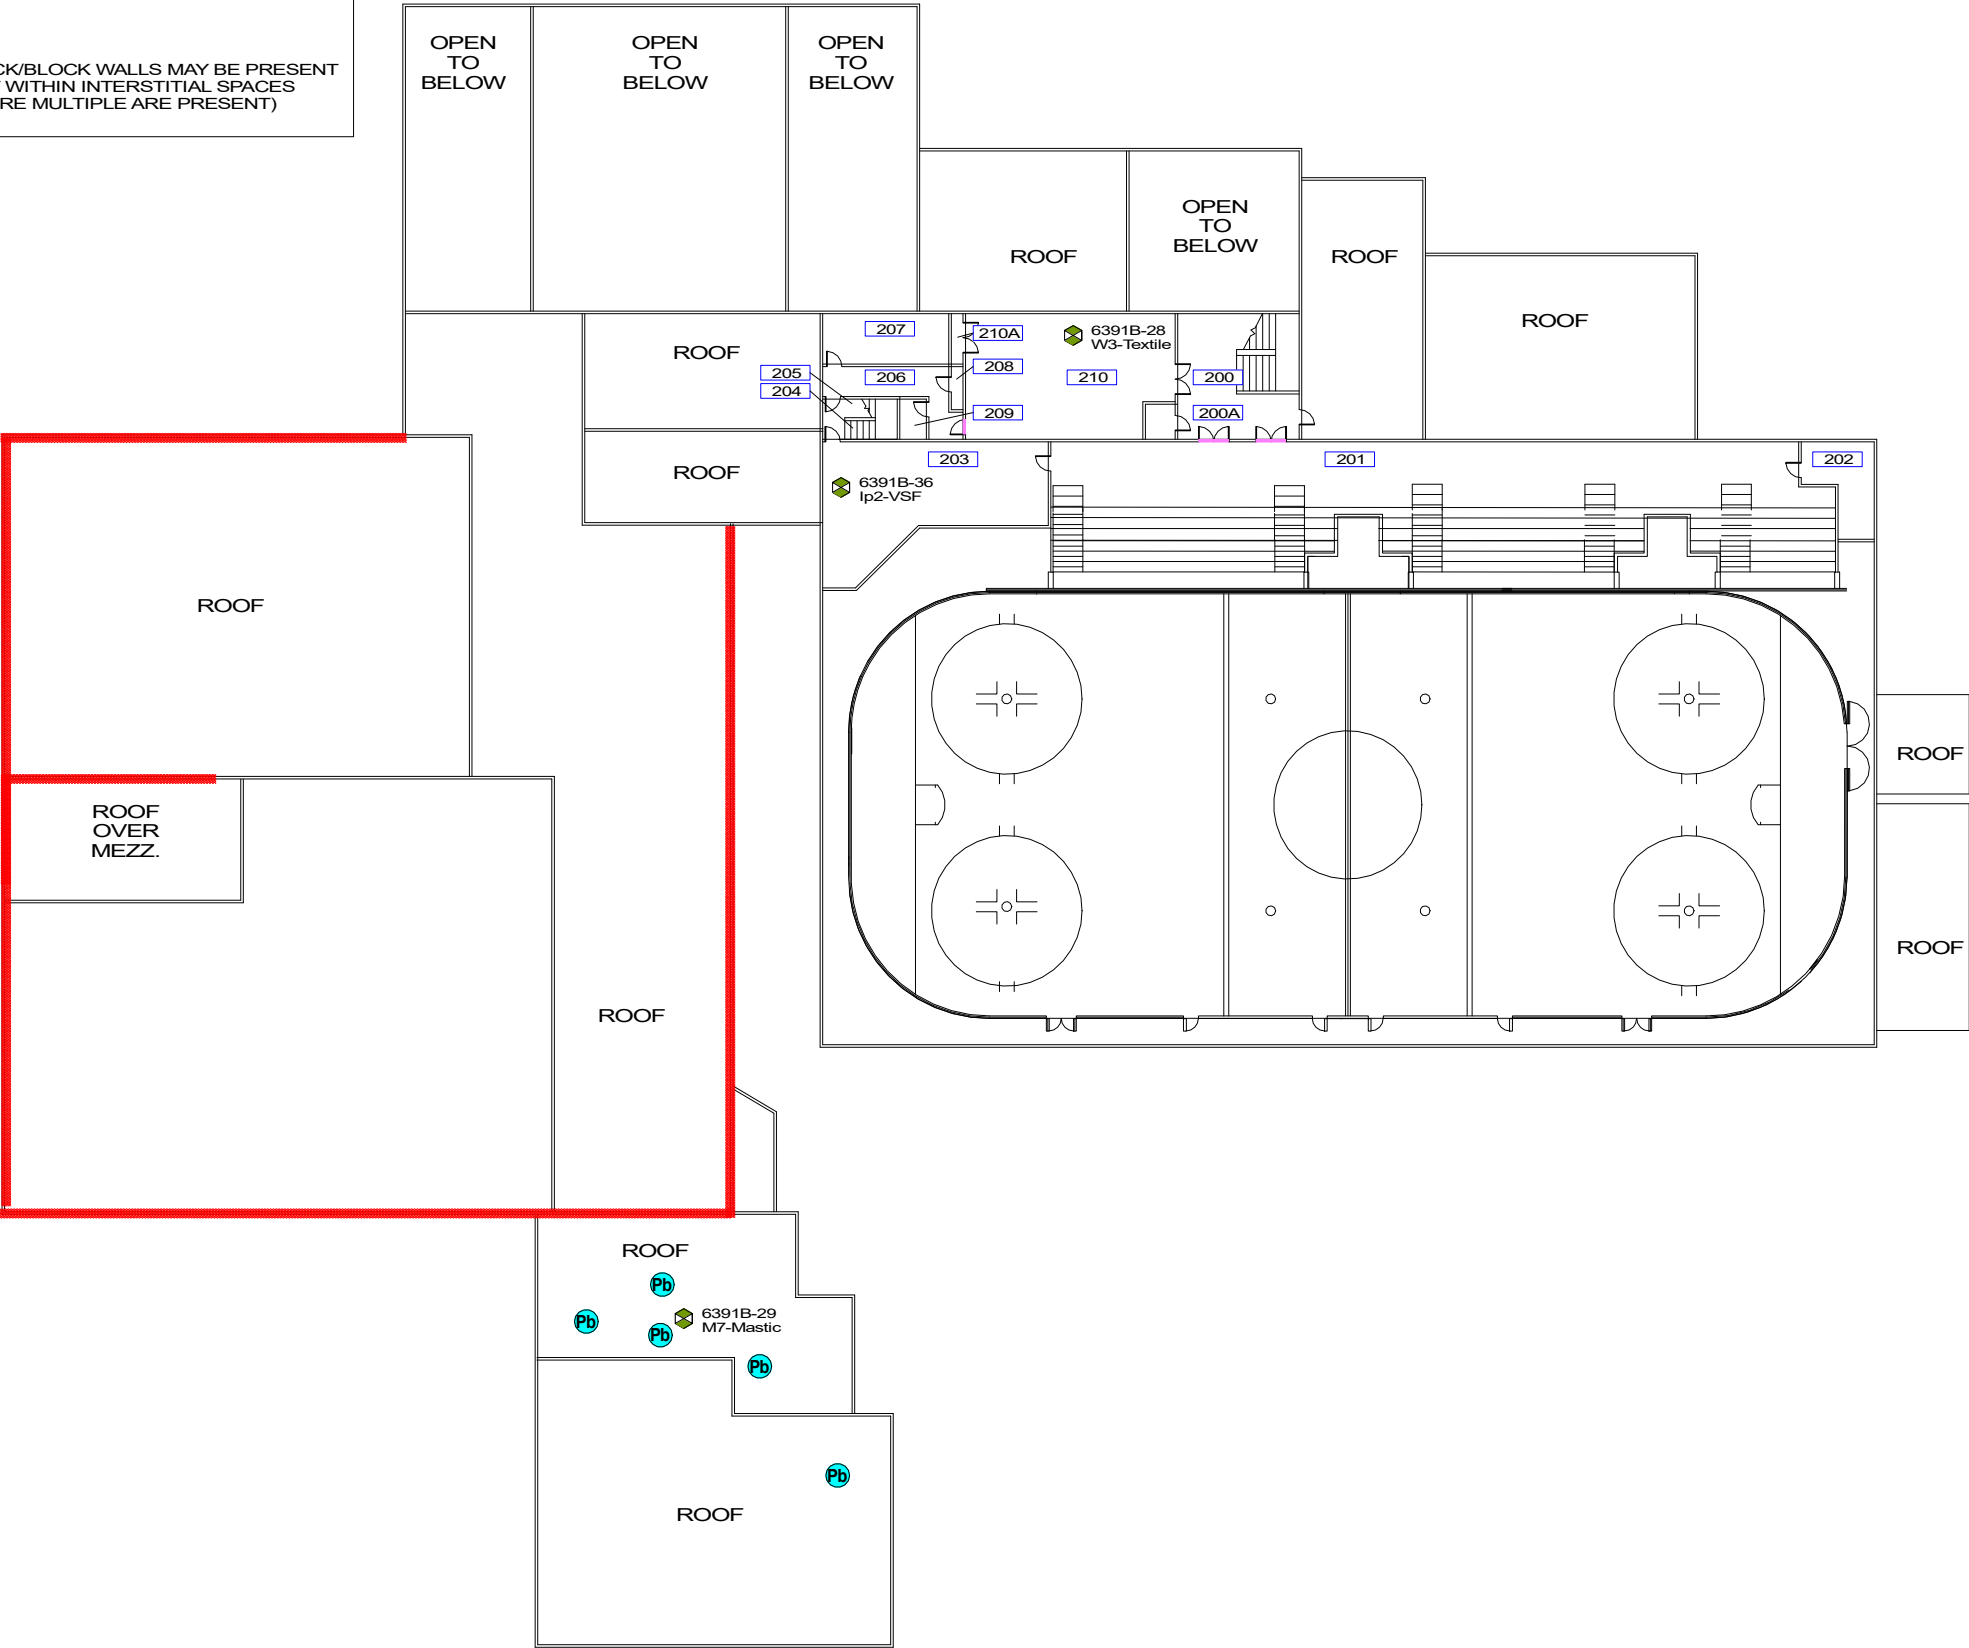 CK/BLOCK WALLS MAY BE PRESENT
WITHIN INTERSTITIAL SPACES
RE MULTIPLE ARE PRESENT)
OPEN
TO
BELOW
OPEN
TO
BELOW
OPEN
TO
BELOW
ROOF
OPEN
TO
BELOW
ROOF
ROOF
ROOF
207
210A
6391B-28
W3-Textile
205
204
206
208
210
200
209
200A
ROOF
203
201
202
6391B-36
Ip2-VSF
ROOF
ROOF
OVER
MEZZ.
ROOF
ROOF
ROOF
ROOF
Pb
Pb
Pb
6391B-29
M7-Mastic
Pb
Pb
ROOF